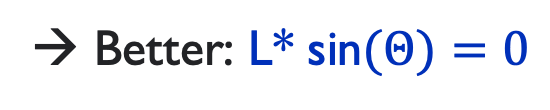 → Better: L* sin(Θ) = 0